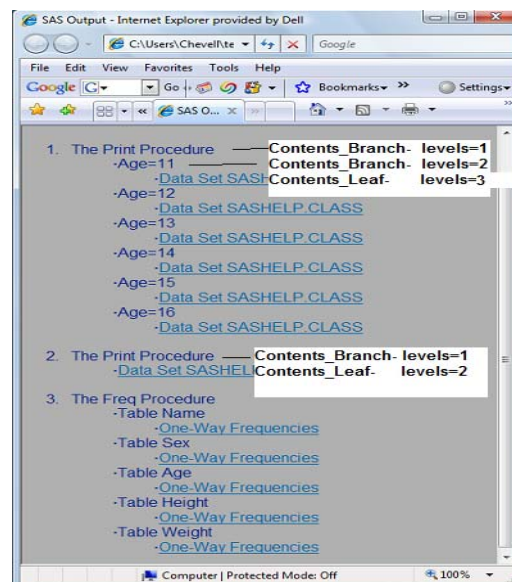 SAS Output - Internet Explorer provided by Dell
C:\Users\Chevell\te
Google
File Edit View Favorites Tools Help
Google G Go Bookmarks Settings
SAS O...
1. The Print Procedure Contents_Branch- levels=1
-Age=11 Contents_Branch- levels=2
-Data Set SASH Contents_Leaf- levels=3
-Age=12
-Data Set SASHELP.CLASS
-Age=13
-Data Set SASHELP.CLASS
-Age=14
-Data Set SASHELP.CLASS
-Age=15
-Data Set SASHELP.CLASS
-Age=16
-Data Set SASHELP.CLASS
2. The Print Procedure Contents_Branch- levels=1
-Data Set SASHEL Contents_Leaf- levels=2
3. The Freq Procedure
-Table Name
-One-Way Frequencies
-Table Sex
-One-Way Frequencies
-Table Age
-One-Way Frequencies
-Table Height
-One-Way Frequencies
-Table Weight
-One-Way Frequencies
Computer | Protected Mode: Off 100%